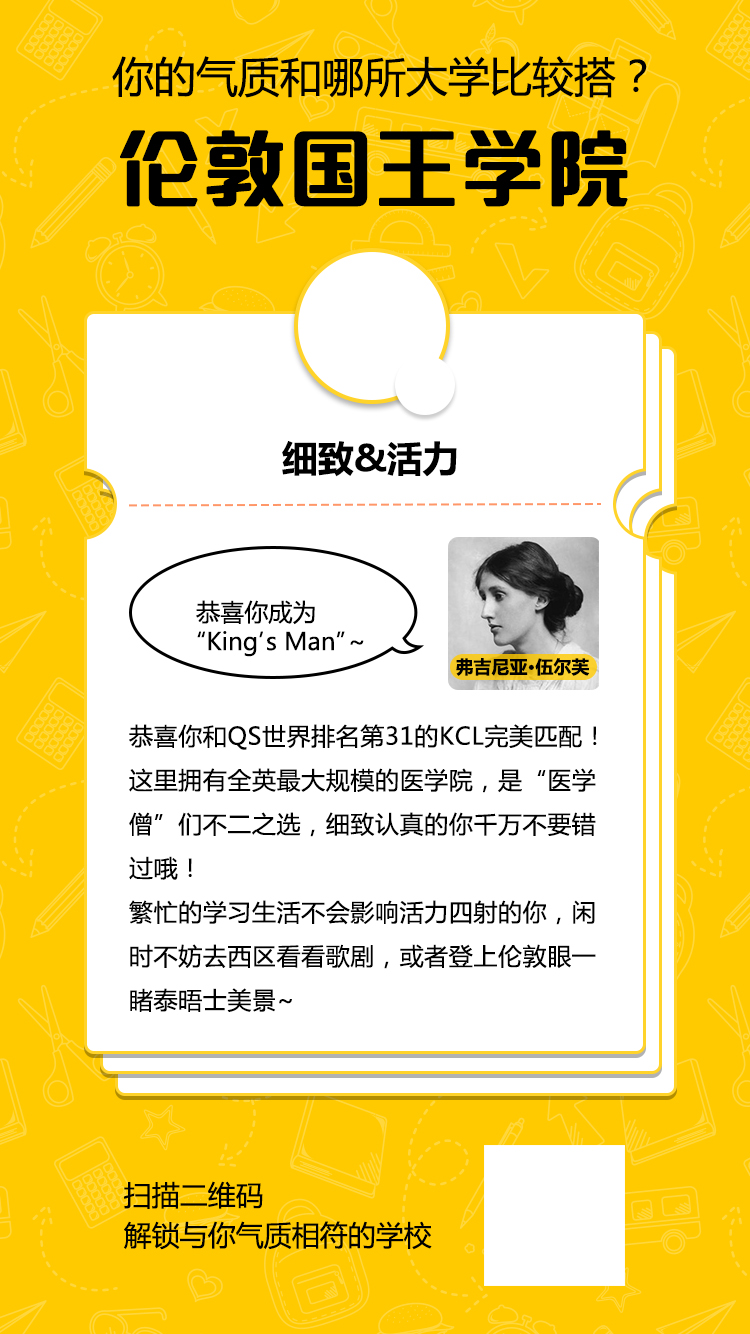 你的气质和哪所大学比较搭？
伦敦国王学院
细致&活力
恭喜你成为
“King’s Man”~
弗吉尼亚·伍尔芙
恭喜你和QS世界排名第31的KCL完美匹配！
这里拥有全英最大规模的医学院，是“医学
僧”们不二之选，细致认真的你千万不要错
过哦！
繁忙的学习生活不会影响活力四射的你，闲
时不妨去西区看看歌剧，或者登上伦敦眼一
睹泰晤士美景~
扫描二维码
解锁与你气质相符的学校